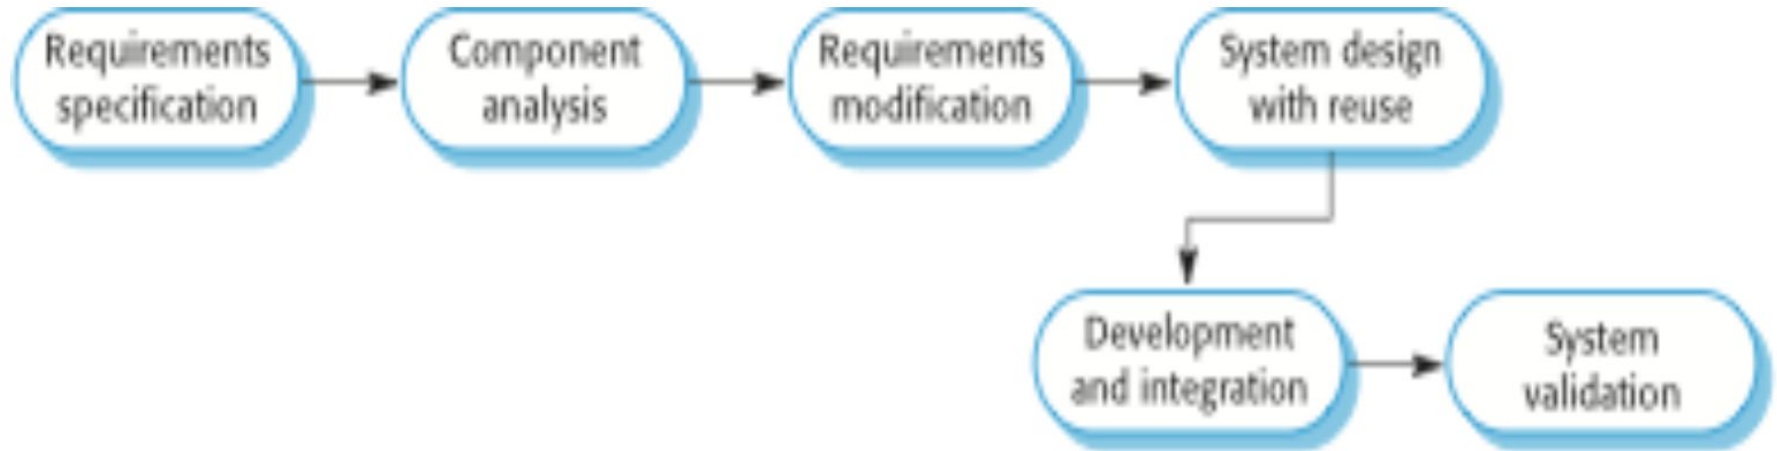 Requirements
specification
Component
analysis
Requirements
modification
System design
with reuse
Development
and integration
System
validation